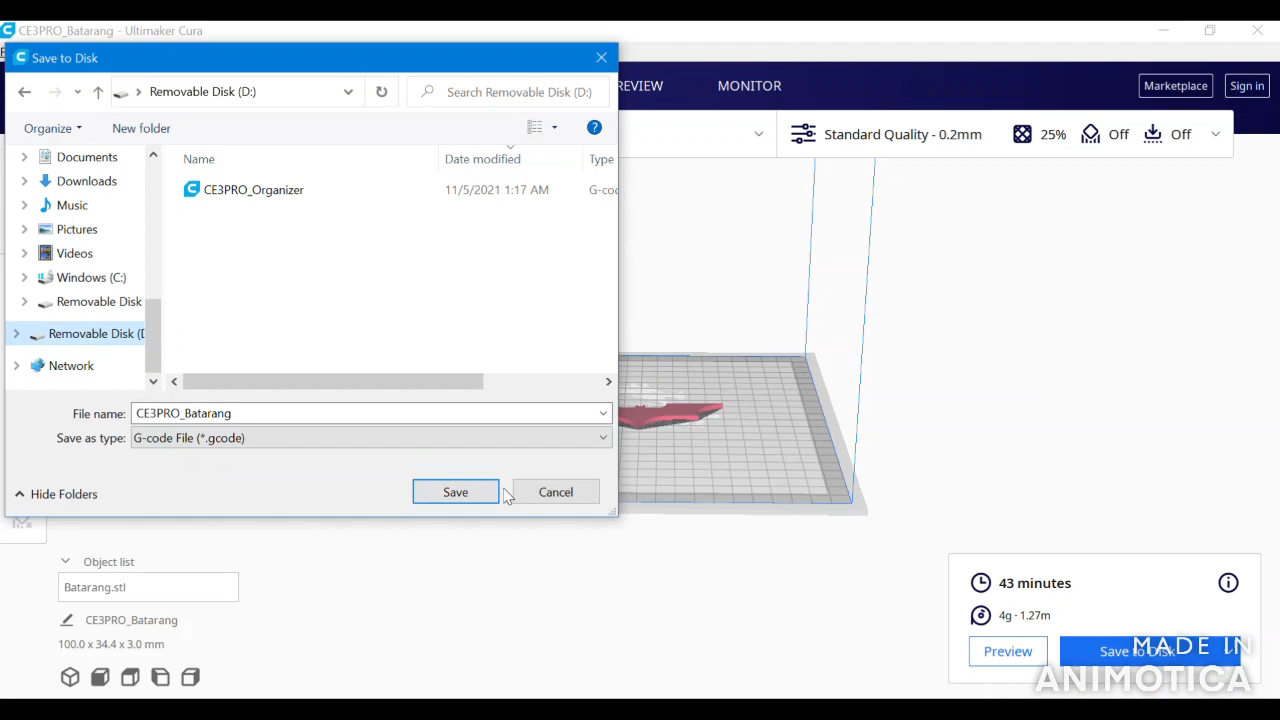 CE3PRO_Batarang - Ultimaker Cura
Save to Disk
Removable Disk (D:)
Search Removable Disk (D:)
REVIEW
MONITOR
Marketplace
Sign in
Organize
New folder
Standard Quality - 0.2mm
25%
Off
Off
Documents
Downloads
Music
Pictures
Videos
Windows (C:)
Removable Disk
Removable Disk (D
Network
Name
Date modified
Type
CE3PRO_Organizer
11/5/2021 1:17 AM
G-co
File name:
CE3PRO_Batarang
Save as type:
G-code File (*.gcode)
Hide Folders
Save
Cancel
Object list
Batarang.stl
CE3PRO_Batarang
100.0 x 34.4 x 3.0 mm
43 minutes
4g · 1.27m
Preview
Save to Disk
MADE IN
ANIMOTICA